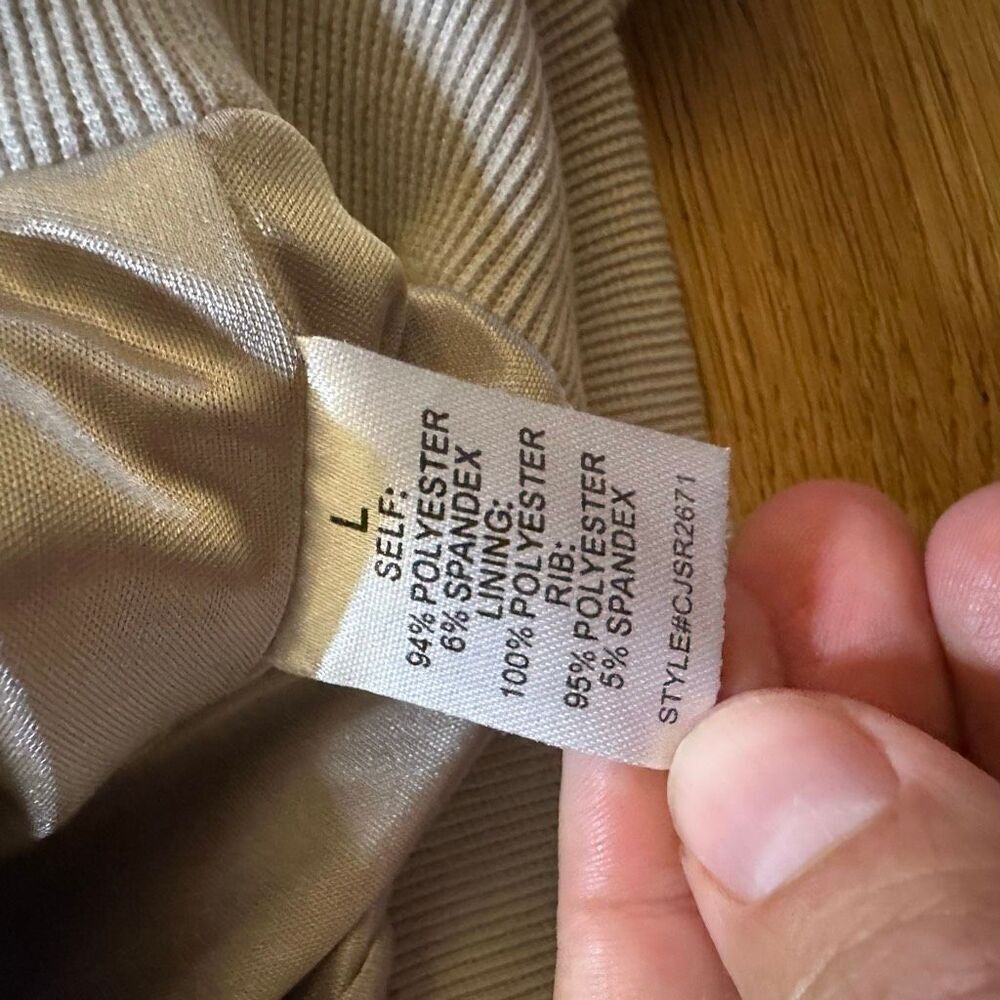 L
SELF:
94% POLYESTER
6% SPANDEX
LINING:
100% POLYESTER
RIB:
95% POLYESTER
5% SPANDEX
STYLE#CJSR2671